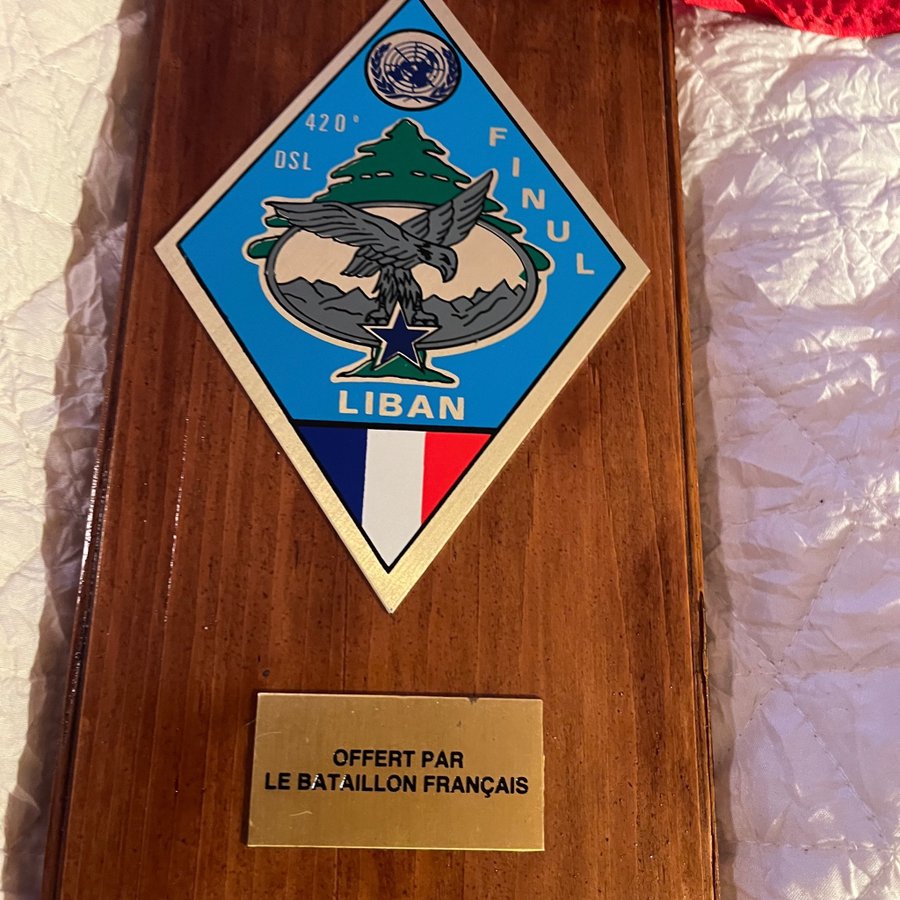 420°
DSL
FINUL
LIBAN
OFFERT PAR
LE BATAILLON FRANÇAIS